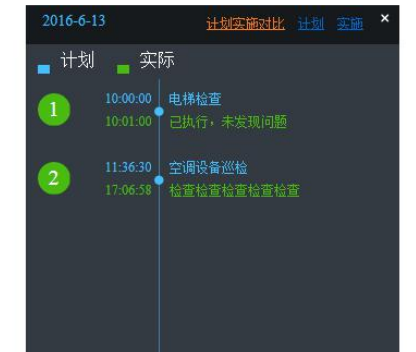 2016-6-13 计划实施对比 计划 实施 ×
计划 实际
1 10:00:00 电梯检查
10:01:00 已执行，未发现问题
2 11:36:30 空调设备巡检
17:06:58 检查检查检查检查检查